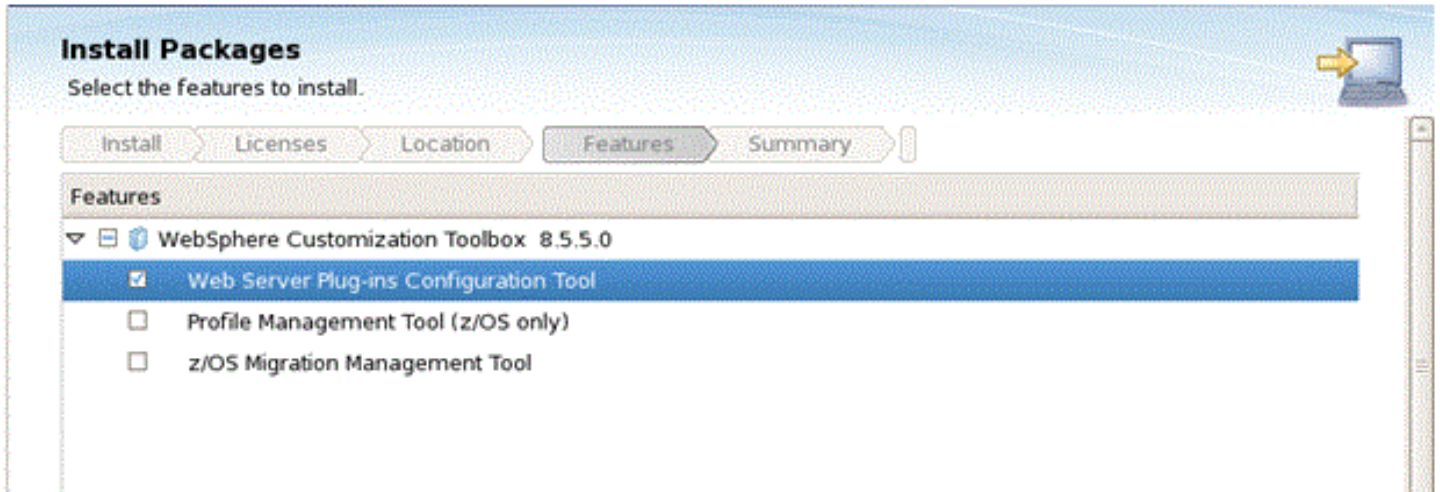 Install Packages
Select the features to install.
Install Licenses Location Features Summary
Features
WebSphere Customization Toolbox 8.5.5.0
Web Server Plug-ins Configuration Tool
Profile Management Tool (z/OS only)
z/OS Migration Management Tool